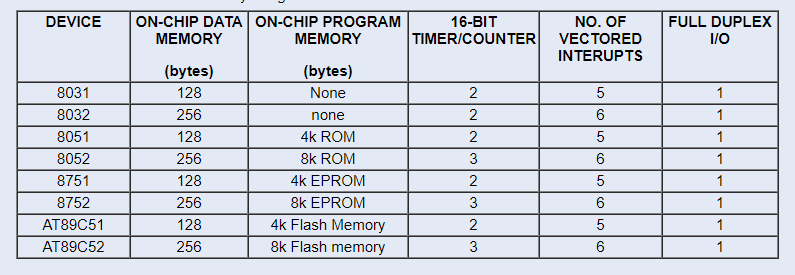 DEVICE ON-CHIP DATA MEMORY (bytes) ON-CHIP PROGRAM MEMORY (bytes) 16-BIT TIMER/COUNTER NO. OF VECTORED INTERUPTS FULL DUPLEX I/O
8031 128 None 2 5 1
8032 256 none 2 6 1
8051 128 4k ROM 2 5 1
8052 256 8k ROM 3 6 1
8751 128 4k EPROM 2 5 1
8752 256 8k EPROM 3 6 1
AT89C51 128 4k Flash Memory 2 5 1
AT89C52 256 8k Flash memory 3 6 1